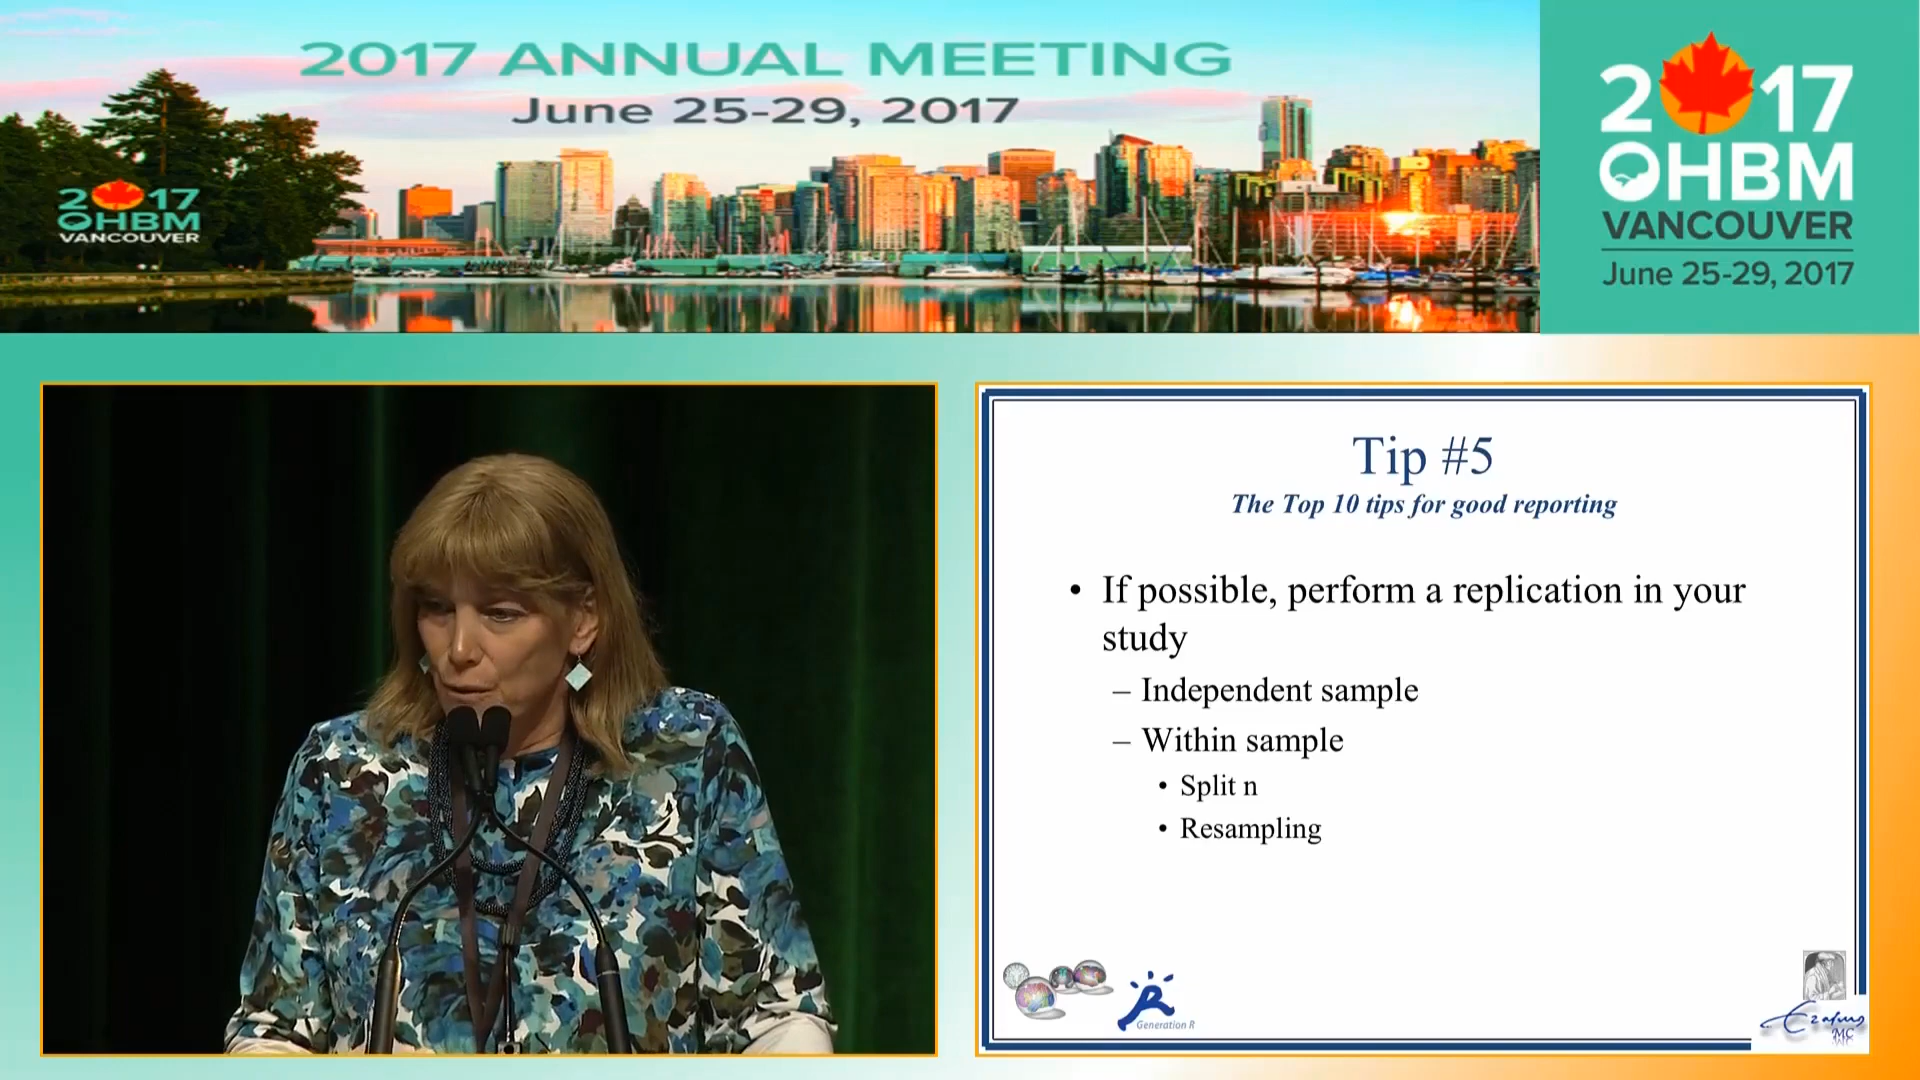 2017 ANNUAL MEETING
June 25-29, 2017
2017
OHBM
VANCOUVER
2017
OHBM
VANCOUVER
June 25-29, 2017
Tip #5
The Top 10 tips for good reporting
• If possible, perform a replication in your
study
– Independent sample
– Within sample
• Split n
• Resampling
Generation R
Erasmus
MC